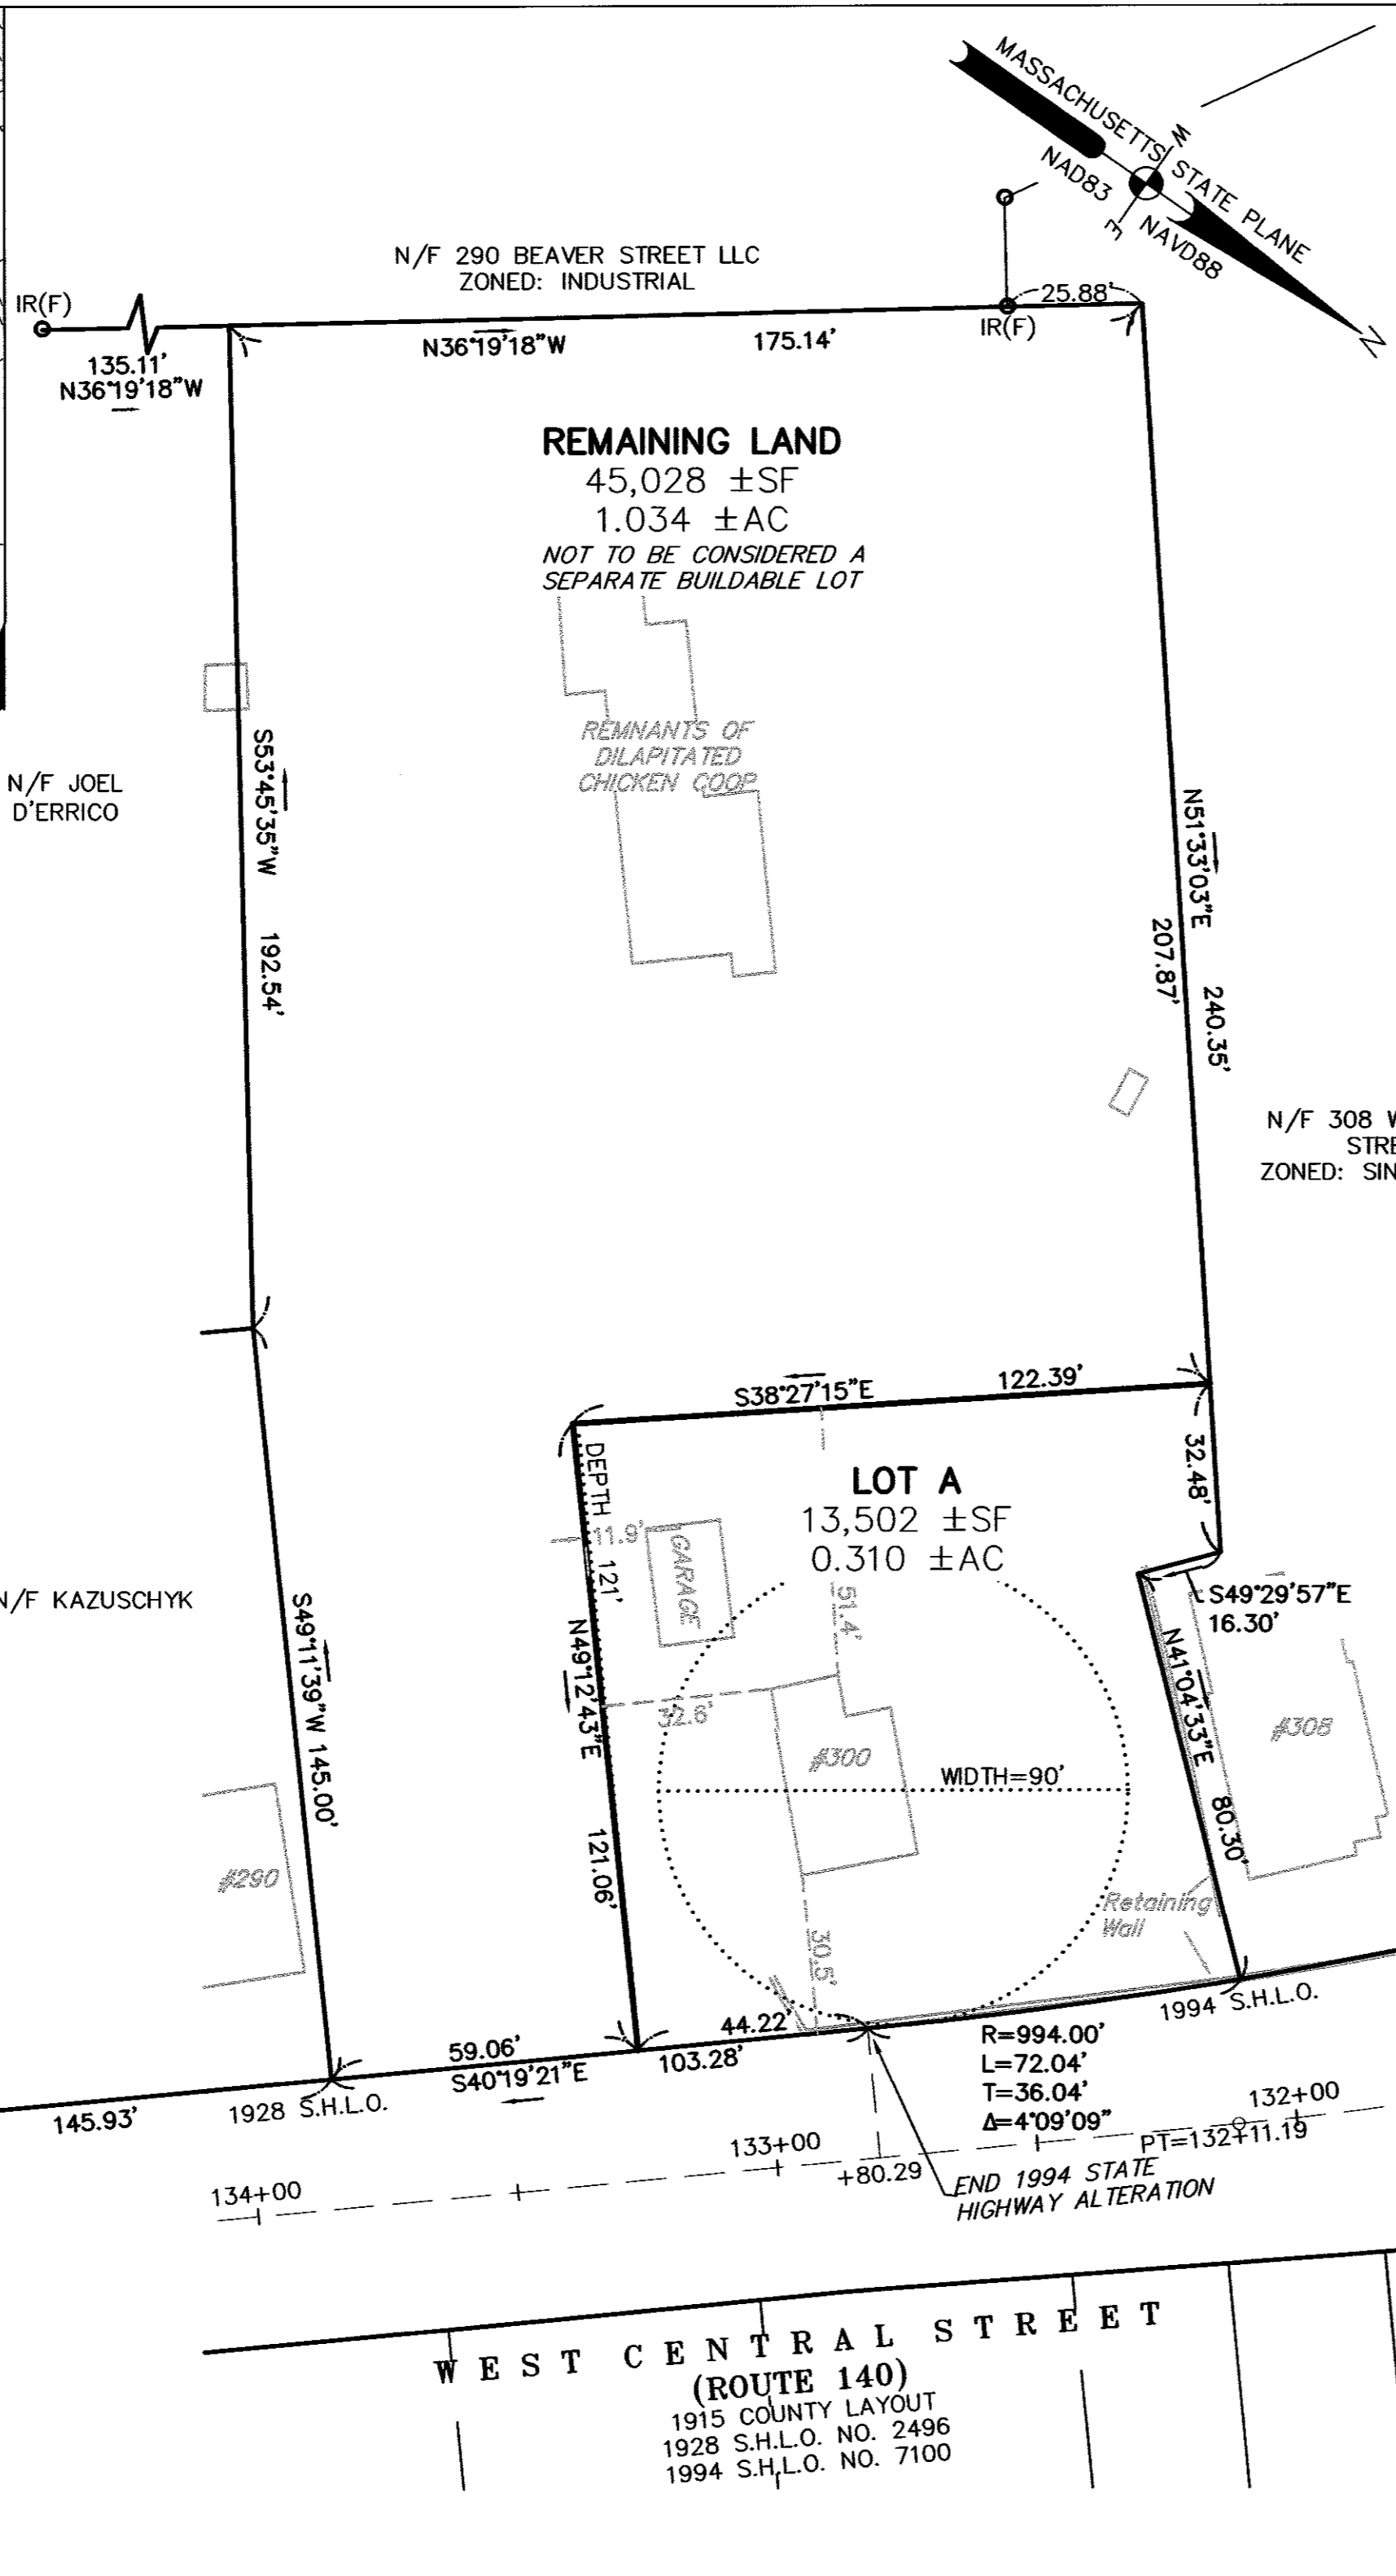 MASSACHUSETTS STATE PLANE
NAD83
NAVD88
W
E
Z
N/F 290 BEAVER STREET LLC
ZONED: INDUSTRIAL
IR(F)
135.11'
N36°19'18"W
N36°19'18"W
175.14'
25.88'
IR(F)
REMAINING LAND
45,028 ±SF
1.034 ±AC
NOT TO BE CONSIDERED A
SEPARATE BUILDABLE LOT
REMNANTS OF
DILAPITATED
CHICKEN COOP
N/F JOEL
D'ERRICO
S53°45'35"W 192.54'
N51°33'03"E 240.35'
207.87'
N/F 308 W
STRE
ZONED: SIN
S38°27'15"E 122.39'
32.48'
LOT A
13,502 ±SF
0.310 ±AC
DEPTH = 121'
11.9'
GARAGE
51.4'
S49°29'57"E
16.30'
N/F KAZUSCHYK
S49°11'39"W 145.00'
N49°12'43"E 121.06'
32.6'
#300
WIDTH=90'
N41°04'33"E 80.30'
#308
#290
Retaining
Wall
30.5'
1994 S.H.L.O.
59.06'
S40°19'21"E
44.22'
103.28'
R=994.00'
L=72.04'
T=36.04'
Δ=4°09'09"
145.93'
1928 S.H.L.O.
134+00
133+00
+80.29
132+00
PT=132+11.19
END 1994 STATE
HIGHWAY ALTERATION
WEST CENTRAL STREET
(ROUTE 140)
1915 COUNTY LAYOUT
1928 S.H.L.O. NO. 2496
1994 S.H.L.O. NO. 7100